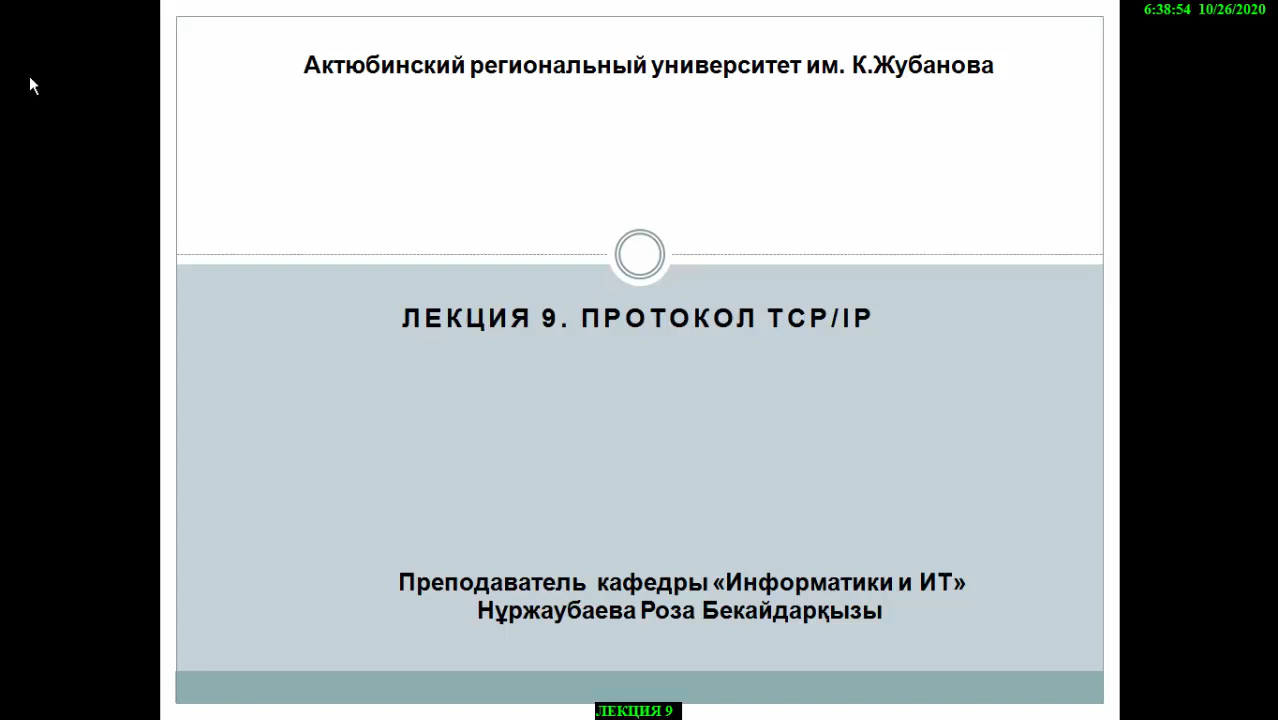 6:38:54 10/26/2020
Актюбинский региональный университет им. К.Жубанова
ЛЕКЦИЯ 9. ПРОТОКОЛ TCP/IP
Преподаватель кафедры «Информатики и ИТ»
Нұржаубаева Роза Бекайдарқызы
ЛЕКЦИЯ 9